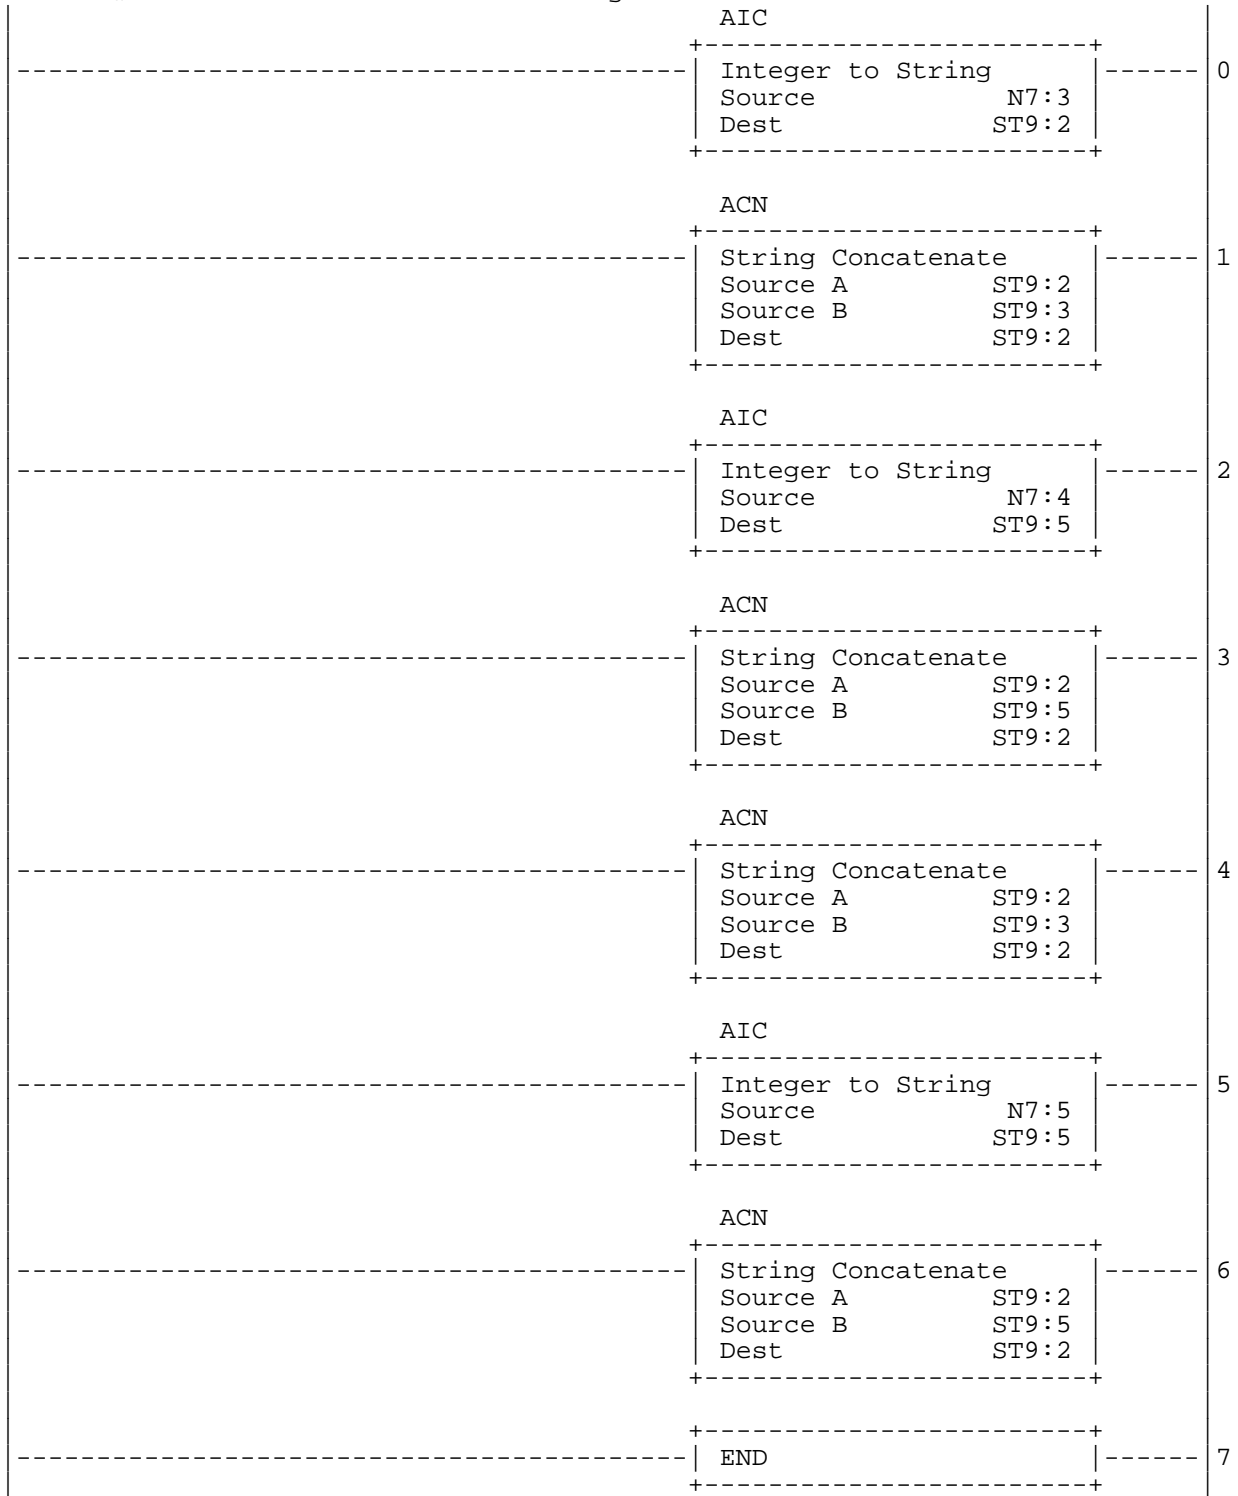 AIC
Integer to String 0
Source N7:3
Dest ST9:2
ACN
String Concatenate 1
Source A ST9:2
Source B ST9:3
Dest ST9:2
AIC
Integer to String 2
Source N7:4
Dest ST9:5
ACN
String Concatenate 3
Source A ST9:2
Source B ST9:5
Dest ST9:2
ACN
String Concatenate 4
Source A ST9:2
Source B ST9:3
Dest ST9:2
AIC
Integer to String 5
Source N7:5
Dest ST9:5
ACN
String Concatenate 6
Source A ST9:2
Source B ST9:5
Dest ST9:2
END 7